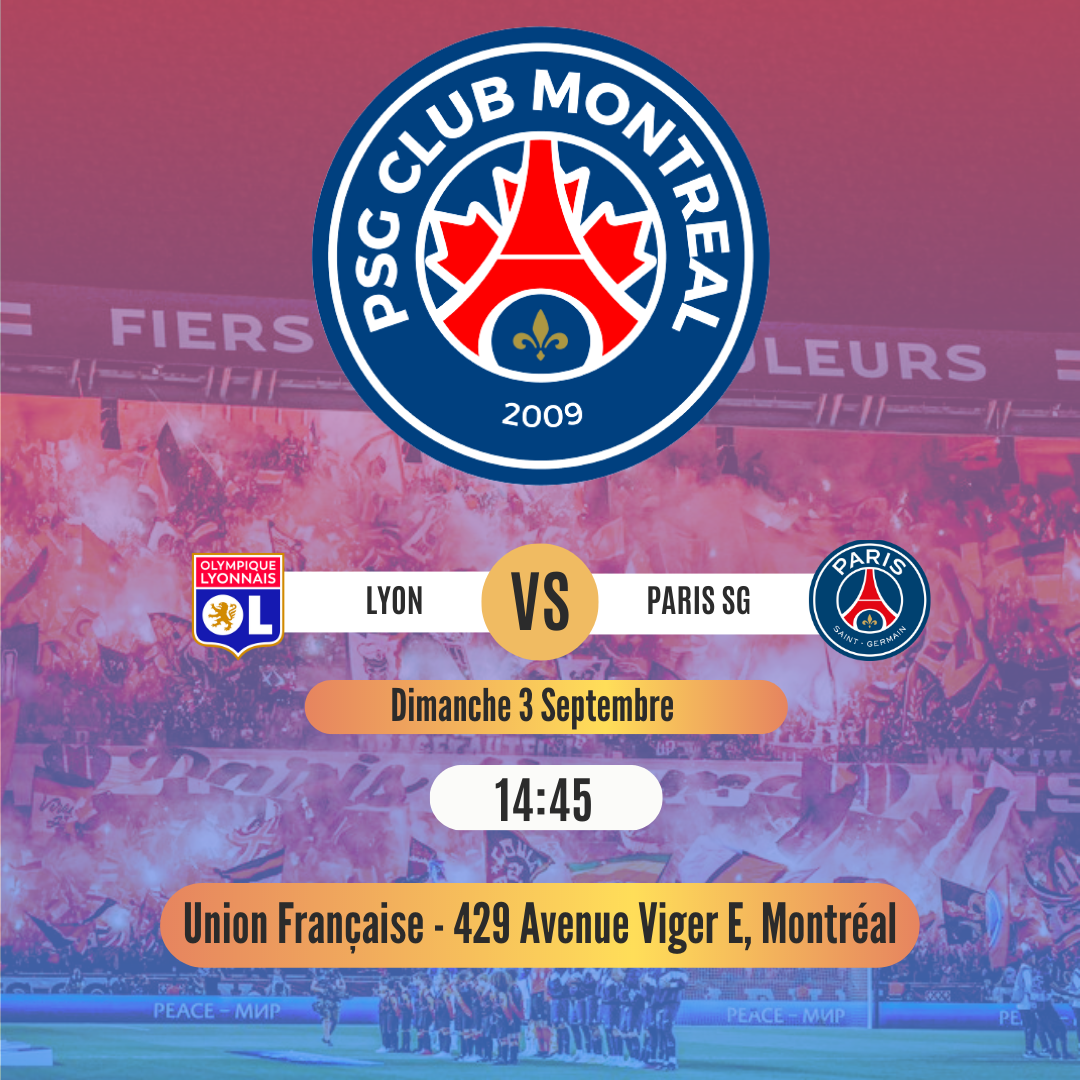 PSG CLUB MONTREAL
2009
FIERS
ULEURS
OLYMPIQUE
LYONNAIS
OL
LYON
VS
PARIS SG
PARIS
SAINT-GERMAIN
Dimanche 3 Septembre
14:45
Union Française - 429 Avenue Viger E, Montréal
PEACE – МИР
PEACE – МИР